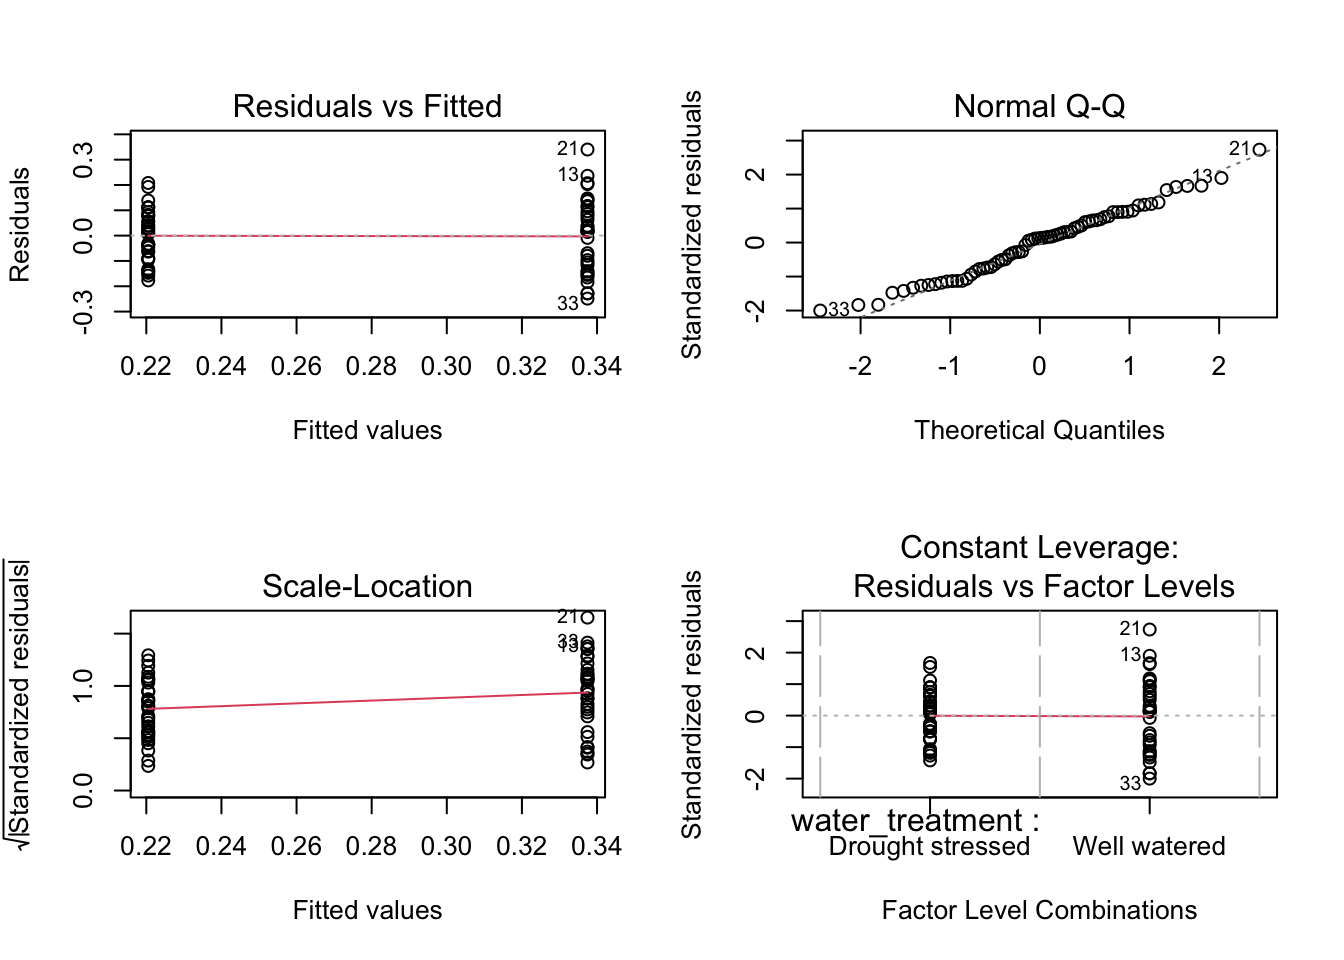 Residuals vs Fitted
Residuals
0.3
0.0
-0.3
21
13
33
0.22 0.24 0.26 0.28 0.30 0.32 0.34
Fitted values
Normal Q-Q
Standardized residuals
2
0
-2
21
13
33
-2 -1 0 1 2
Theoretical Quantiles
Scale-Location
√|Standardized residuals|
1.0
0.0
21
33
13
0.22 0.24 0.26 0.28 0.30 0.32 0.34
Fitted values
Constant Leverage:
Residuals vs Factor Levels
Standardized residuals
2
0
-2
21
13
33
water_treatment :
Drought stressed Well watered
Factor Level Combinations